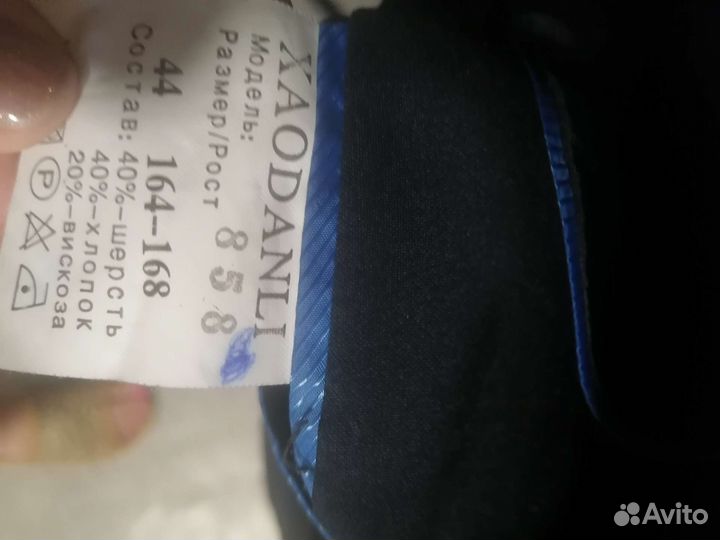 XAODANLI
Модель: 858
Размер/Рост
44 164-168
Состав: 40%-шерсть
40%-хлопок
20%-вискоза
P
Avito